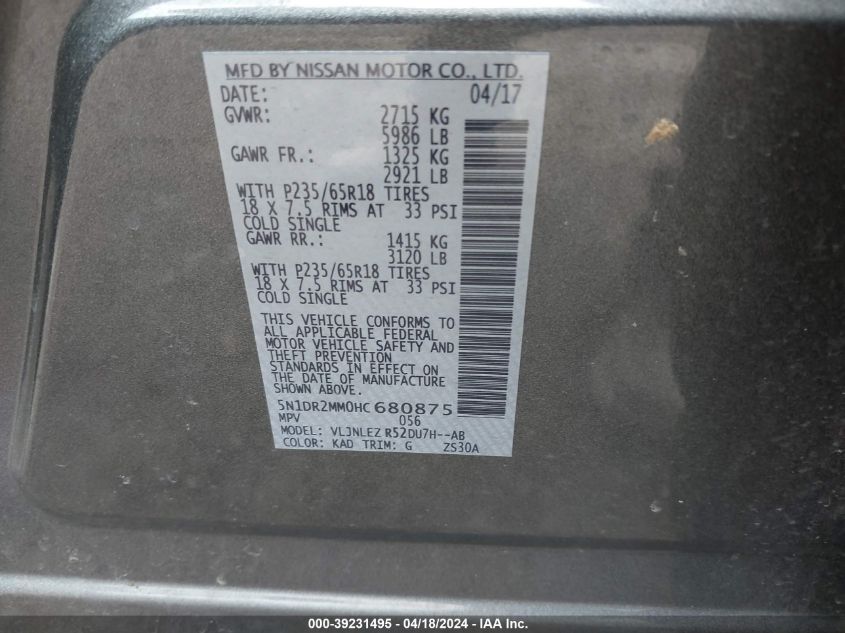 MFD BY NISSAN MOTOR CO., LTD.
DATE: 04/17
GVWR: 2715 KG
5986 LB
GAWR FR.: 1325 KG
2921 LB
WITH P235/65R18 TIRES
18 X 7.5 RIMS AT 33 PSI
COLD SINGLE
GAWR RR.: 1415 KG
3120 LB
WITH P235/65R18 TIRES
18 X 7.5 RIMS AT 33 PSI
COLD SINGLE
THIS VEHICLE CONFORMS TO
ALL APPLICABLE FEDERAL
MOTOR VEHICLE SAFETY AND
THEFT PREVENTION
STANDARDS IN EFFECT ON
THE DATE OF MANUFACTURE
SHOWN ABOVE.
5N1DR2MM0HC680875
MPV 056
MODEL: VLJNLEZ R52DU7H--AB
COLOR: KAD TRIM: G ZS30A
000-39231495 - 04/18/2024 - IAA Inc.